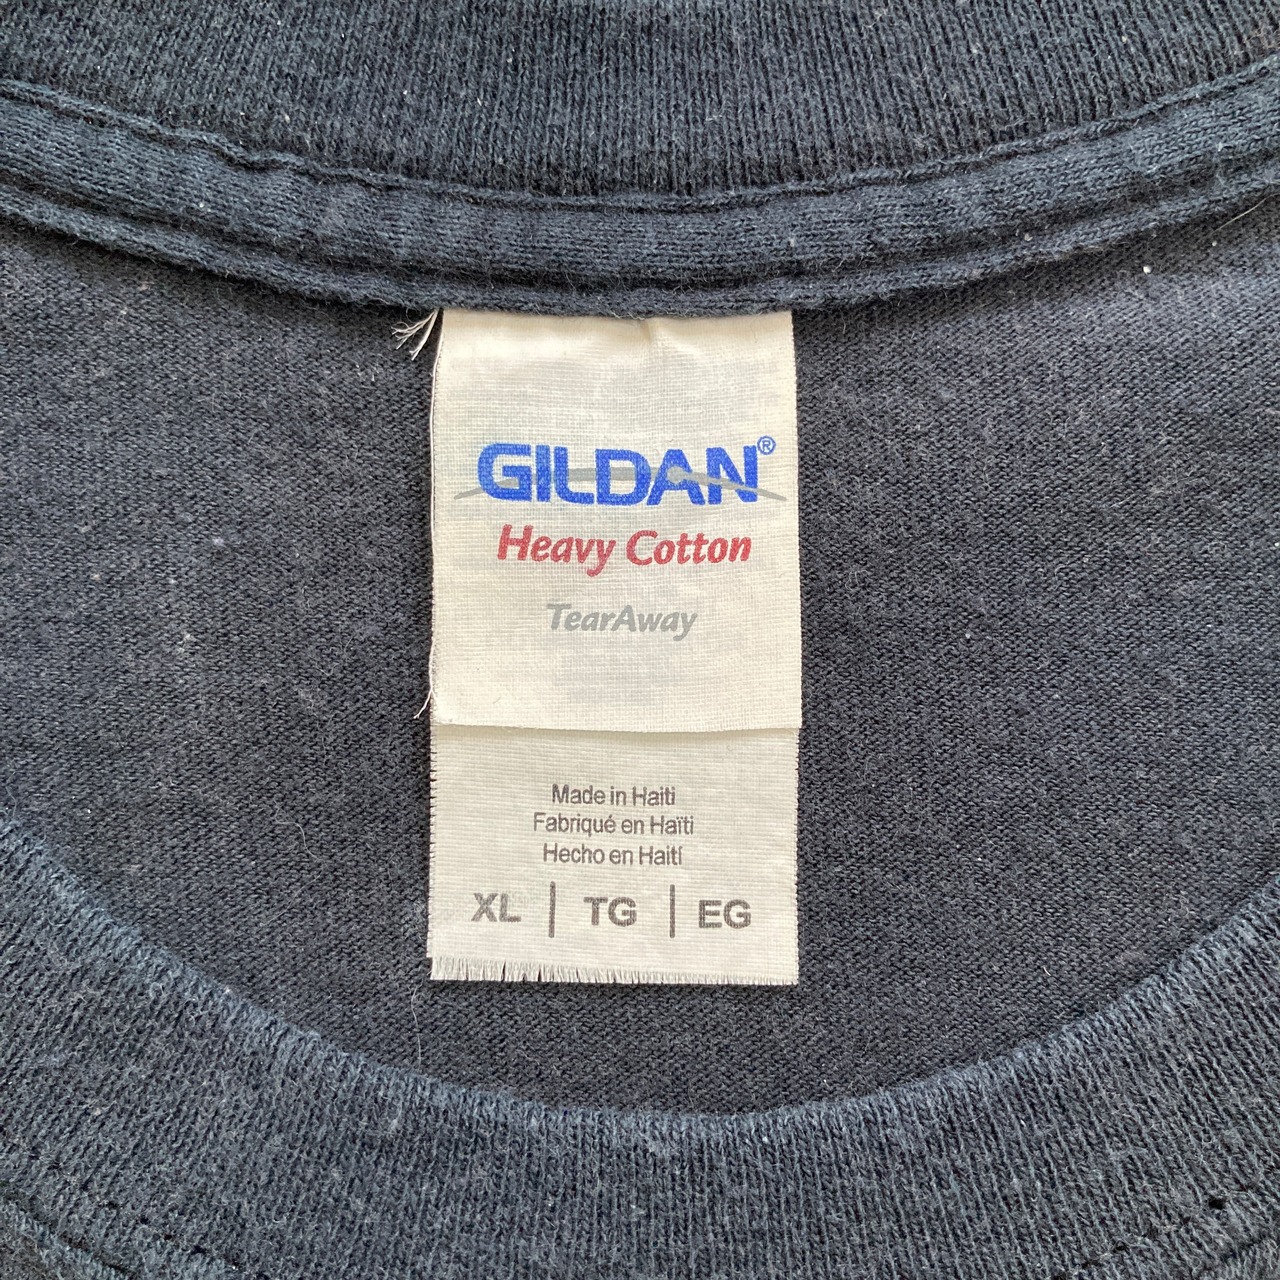 GILDAN®
Heavy Cotton
TearAway
Made in Haiti
Fabriqué en Haïti
Hecho en Haití
XL | TG | EG